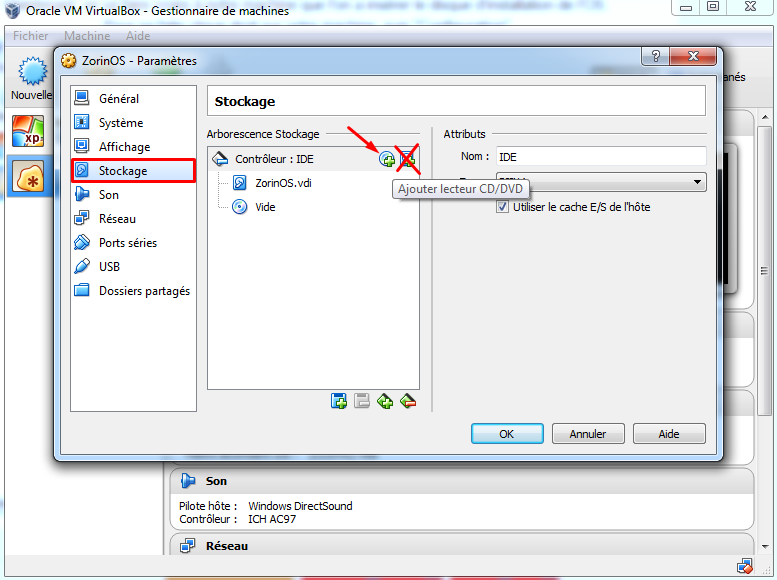 Oracle VM VirtualBox - Gestionnaire de machines
Fichier Machine Aide
Nouvelle
xp
ZorinOS - Paramètres
?
Général
Système
Affichage
Stockage
Son
Réseau
Ports séries
USB
Dossiers partagés
Stockage
Arborescence Stockage
Contrôleur : IDE
ZorinOS.vdi
Vide
Ajouter lecteur CD/DVD
Attributs
Nom : IDE
Utiliser le cache E/S de l'hôte
OK Annuler Aide
Son
Pilote hôte : Windows DirectSound
Contrôleur : ICH AC97
Réseau